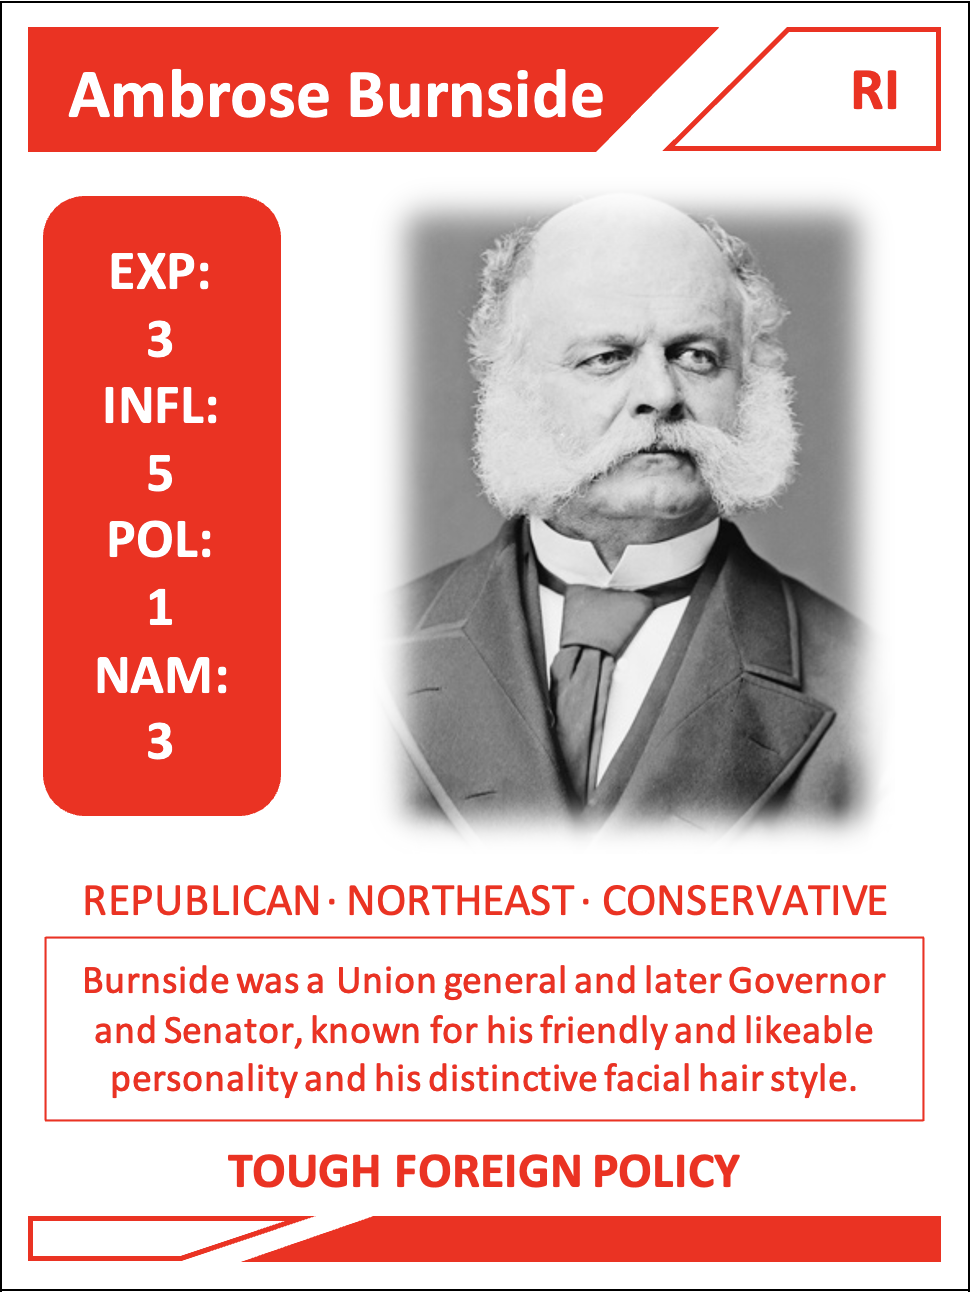 Ambrose Burnside
RI
EXP:
3
INFL:
5
POL:
1
NAM:
3
REPUBLICAN · NORTHEAST · CONSERVATIVE
Burnside was a Union general and later Governor
and Senator, known for his friendly and likeable
personality and his distinctive facial hair style.
TOUGH FOREIGN POLICY